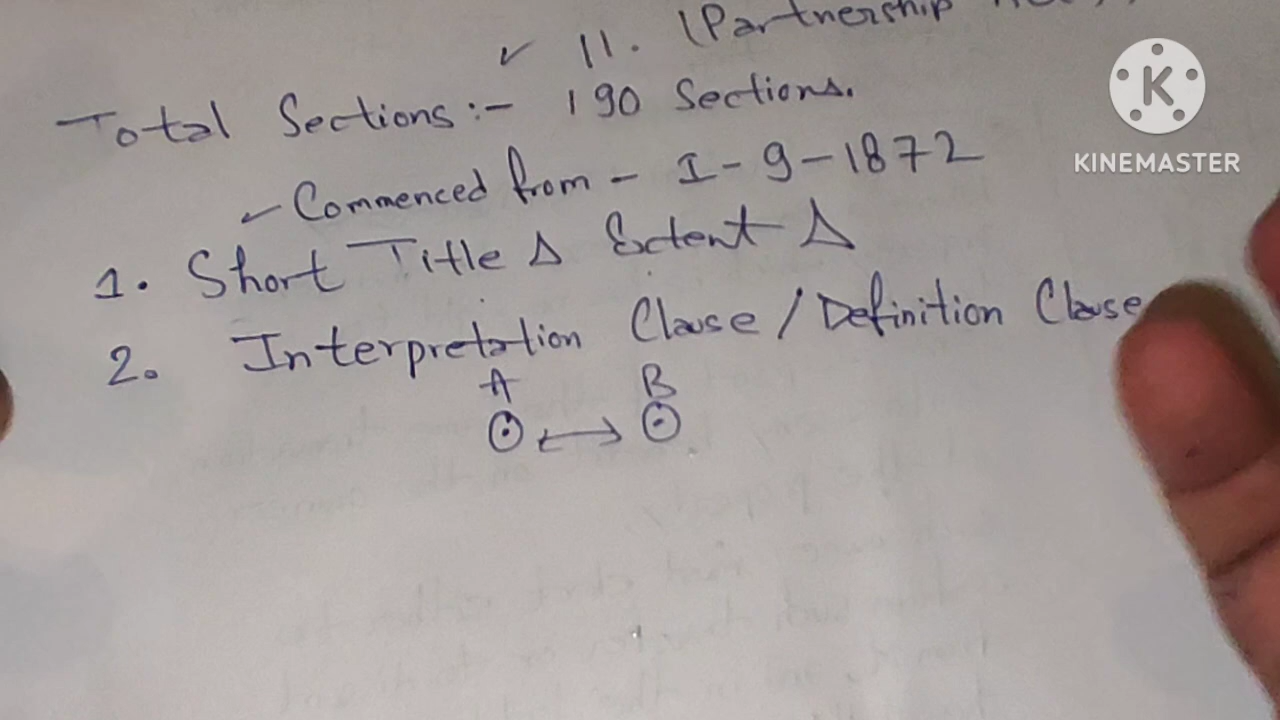 ✓ 11. (Partnership
Total Sections:- 190 Sections.
✓ Commenced from - 1-9-1872
1. Short Title Δ Extent Δ
2. Interpretation Clause / Definition Clause
A B
K
KINEMASTER